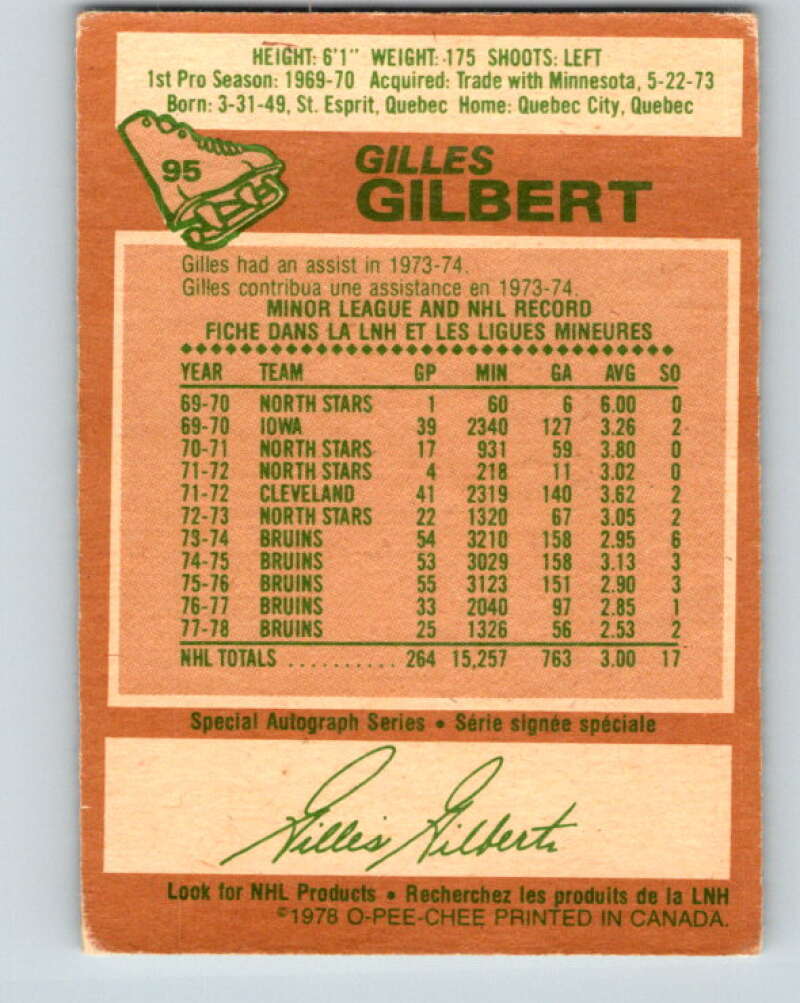 HEIGHT: 6'1" WEIGHT: 175 SHOOTS: LEFT
1st Pro Season: 1969-70 Acquired: Trade with Minnesota, 5-22-73
Born: 3-31-49, St. Esprit, Quebec Home: Quebec City, Quebec
95
GILLES
GILBERT
Gilles had an assist in 1973-74.
Gilles contribua une assistance en 1973-74.
MINOR LEAGUE AND NHL RECORD
FICHE DANS LA LNH ET LES LIGUES MINEURES
YEAR TEAM GP MIN GA AVG SO
69-70 NORTH STARS 1 60 6 6.00 0
69-70 IOWA 39 2340 127 3.26 2
70-71 NORTH STARS 17 931 59 3.80 0
71-72 NORTH STARS 4 218 11 3.02 0
71-72 CLEVELAND 41 2319 140 3.62 2
72-73 NORTH STARS 22 1320 67 3.05 2
73-74 BRUINS 54 3210 158 2.95 6
74-75 BRUINS 53 3029 158 3.13 3
75-76 BRUINS 55 3123 151 2.90 3
76-77 BRUINS 33 2040 97 2.85 1
77-78 BRUINS 25 1326 56 2.53 2
NHL TOTALS .......... 264 15,257 763 3.00 17
Special Autograph Series • Série signée spéciale
Gilles Gilbert
Look for NHL Products • Recherchez les produits de la LNH
©1978 O-PEE-CHEE PRINTED IN CANADA.